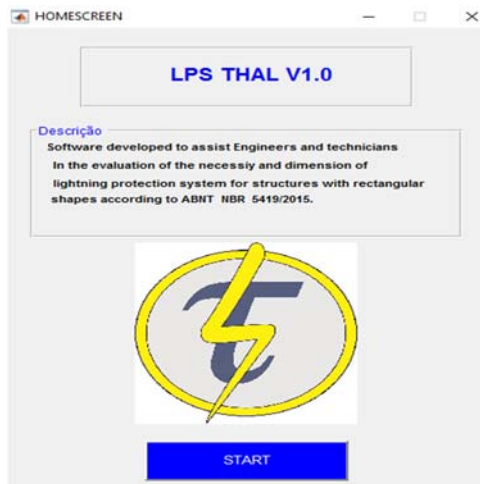 HOMESCREEN
LPS THAL V1.0
Descrição
Software developed to assist Engineers and technicians
In the evaluation of the necessiy and dimension of
lightning protection system for structures with rectangular
shapes according to ABNT NBR 5419/2015.
τ
START